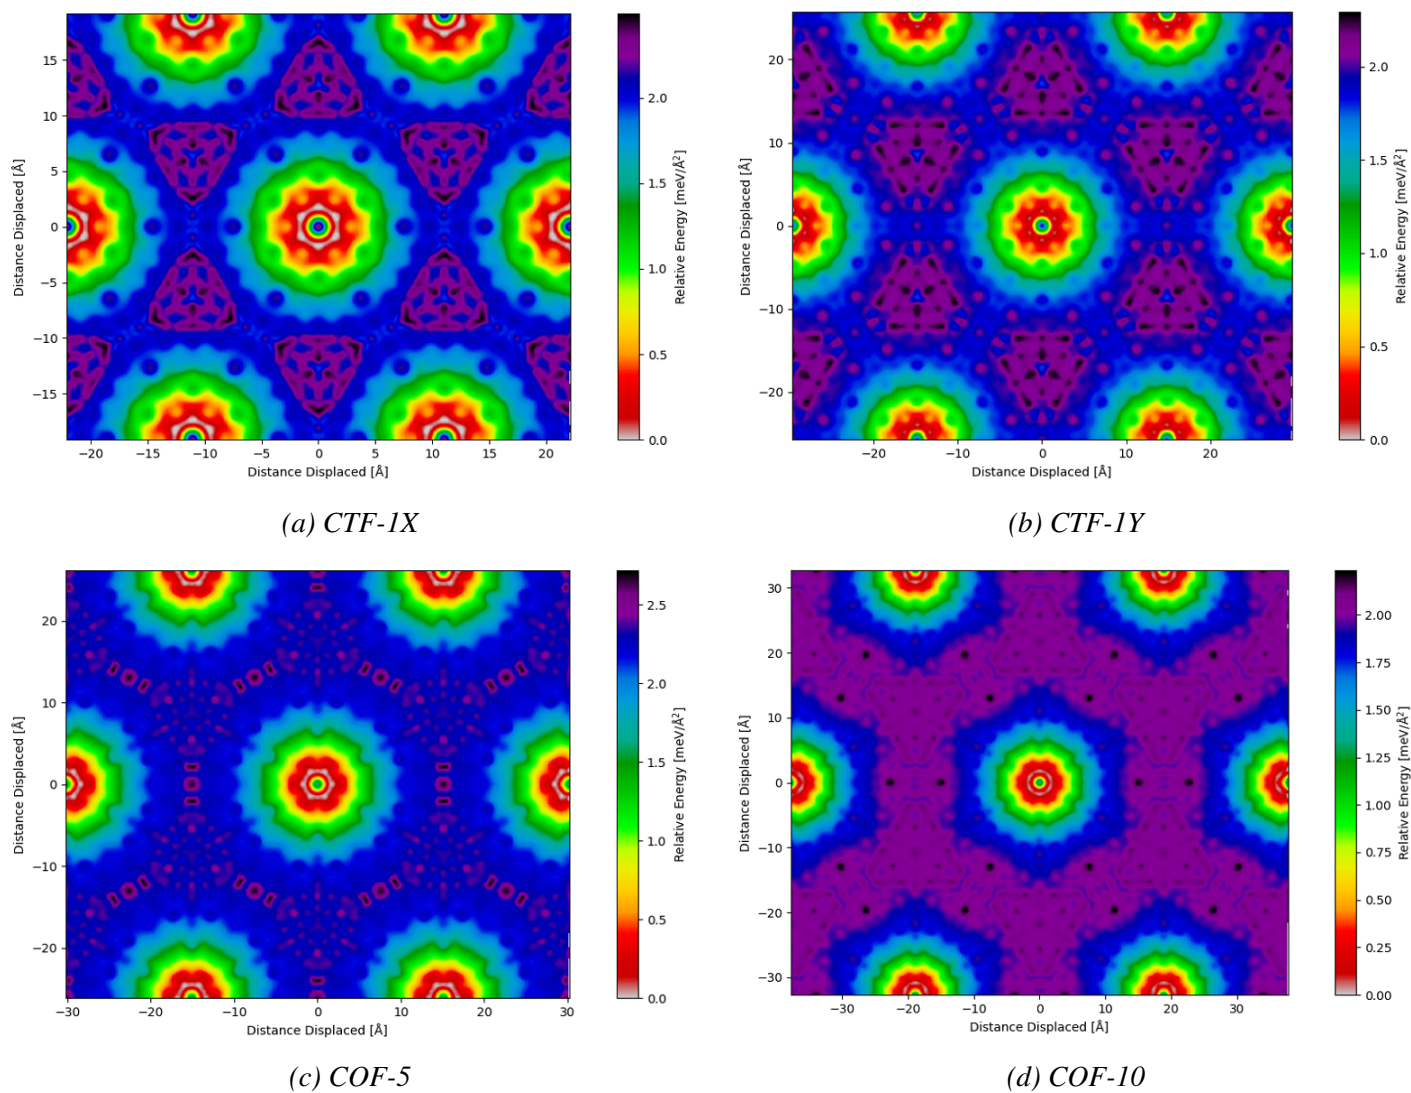 15
10
5
0
−5
−10
−15
Distance Displaced [Å]
−20 −15 −10 −5 0 5 10 15 20
Distance Displaced [Å]
2.0
1.5
1.0
0.5
0.0
Relative Energy [meV/Å²]
(a) CTF-1X
20
10
0
−10
−20
Distance Displaced [Å]
−20 −10 0 10 20
Distance Displaced [Å]
2.0
1.5
1.0
0.5
0.0
Relative Energy [meV/Å²]
(b) CTF-1Y
20
10
0
−10
−20
Distance Displaced [Å]
−30 −20 −10 0 10 20 30
Distance Displaced [Å]
2.5
2.0
1.5
1.0
0.5
0.0
Relative Energy [meV/Å²]
(c) COF-5
30
20
10
0
−10
−20
−30
Distance Displaced [Å]
−30 −20 −10 0 10 20 30
Distance Displaced [Å]
2.00
1.75
1.50
1.25
1.00
0.75
0.50
0.25
0.00
Relative Energy [meV/Å²]
(d) COF-10